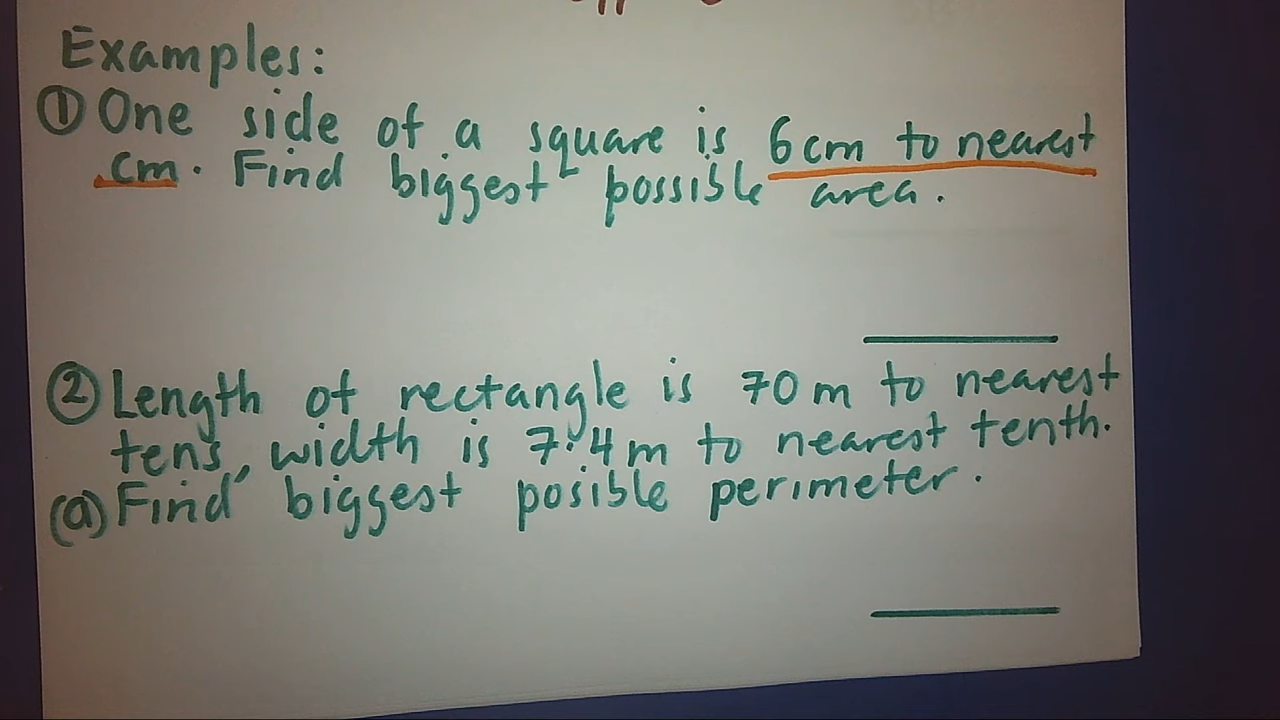 Examples:
① One side of a square is 6cm to nearest
cm. Find biggest possible area.
② Length of rectangle is 70m to nearest
tens, width is 7.4m to nearest tenth.
(a) Find biggest posible perimeter.